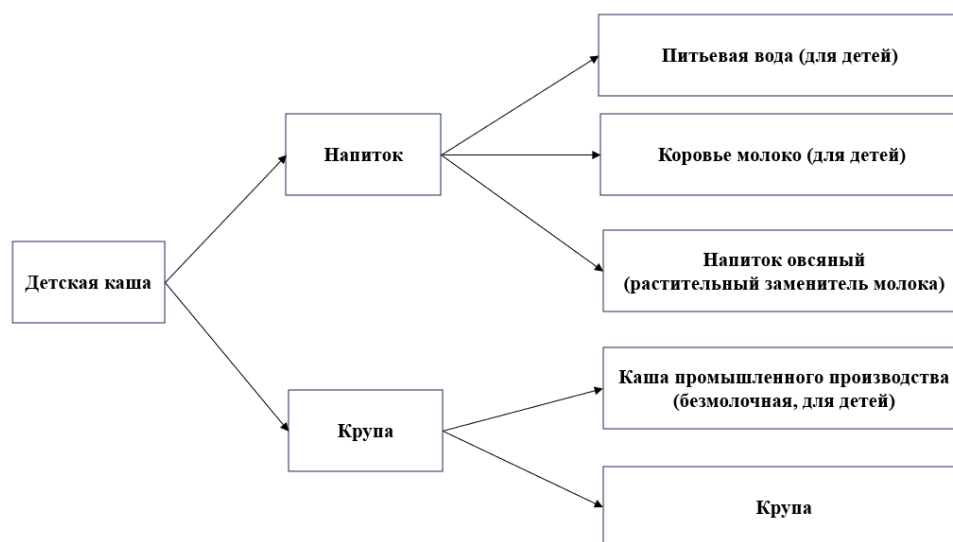 Питьевая вода (для детей)
Напиток
Коровье молоко (для детей)
Детская каша
Напиток овсяный
(растительный заменитель молока)
Каша промышленного производства
(безмолочная, для детей)
Крупа
Крупа